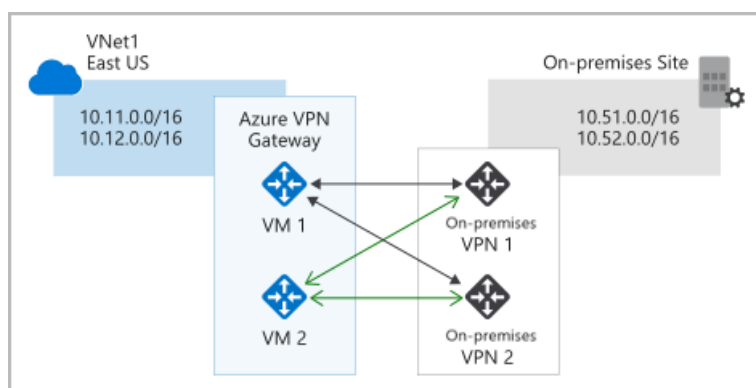 VNet1
East US
10.11.0.0/16
10.12.0.0/16
Azure VPN
Gateway
VM 1
VM 2
On-premises Site
10.51.0.0/16
10.52.0.0/16
On-premises
VPN 1
On-premises
VPN 2